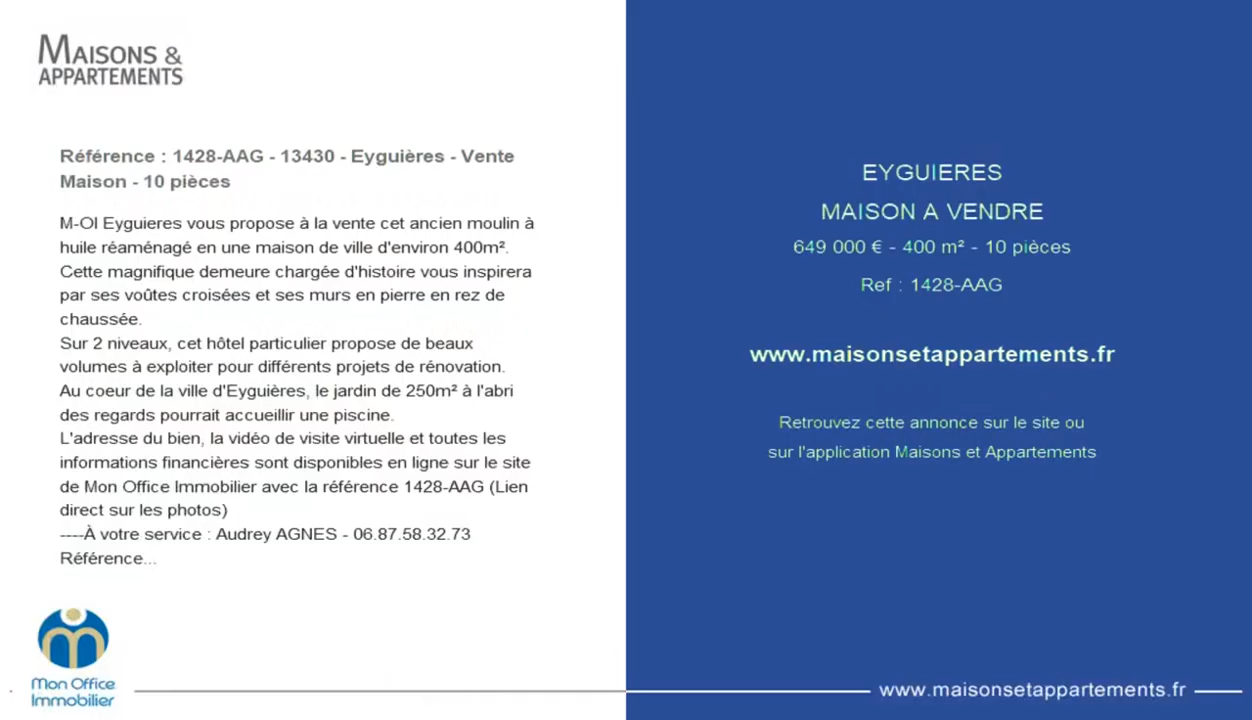 MAISONS &
APPARTEMENTS
Référence : 1428-AAG - 13430 - Eyguières - Vente
Maison - 10 pièces
M-OI Eyguieres vous propose à la vente cet ancien moulin à
huile réaménagé en une maison de ville d'environ 400m².
Cette magnifique demeure chargée d'histoire vous inspirera
par ses voûtes croisées et ses murs en pierre en rez de
chaussée.
Sur 2 niveaux, cet hôtel particulier propose de beaux
volumes à exploiter pour différents projets de rénovation.
Au coeur de la ville d'Eyguières, le jardin de 250m² à l'abri
des regards pourrait accueillir une piscine.
L'adresse du bien, la vidéo de visite virtuelle et toutes les
informations financières sont disponibles en ligne sur le site
de Mon Office Immobilier avec la référence 1428-AAG (Lien
direct sur les photos)
----À votre service : Audrey AGNES - 06.87.58.32.73
Référence...
Mon Office
Immobilier
EYGUIERES
MAISON A VENDRE
649 000 € - 400 m² - 10 pièces
Ref : 1428-AAG
www.maisonsetappartements.fr
Retrouvez cette annonce sur le site ou
sur l'application Maisons et Appartements
www.maisonsetappartements.fr